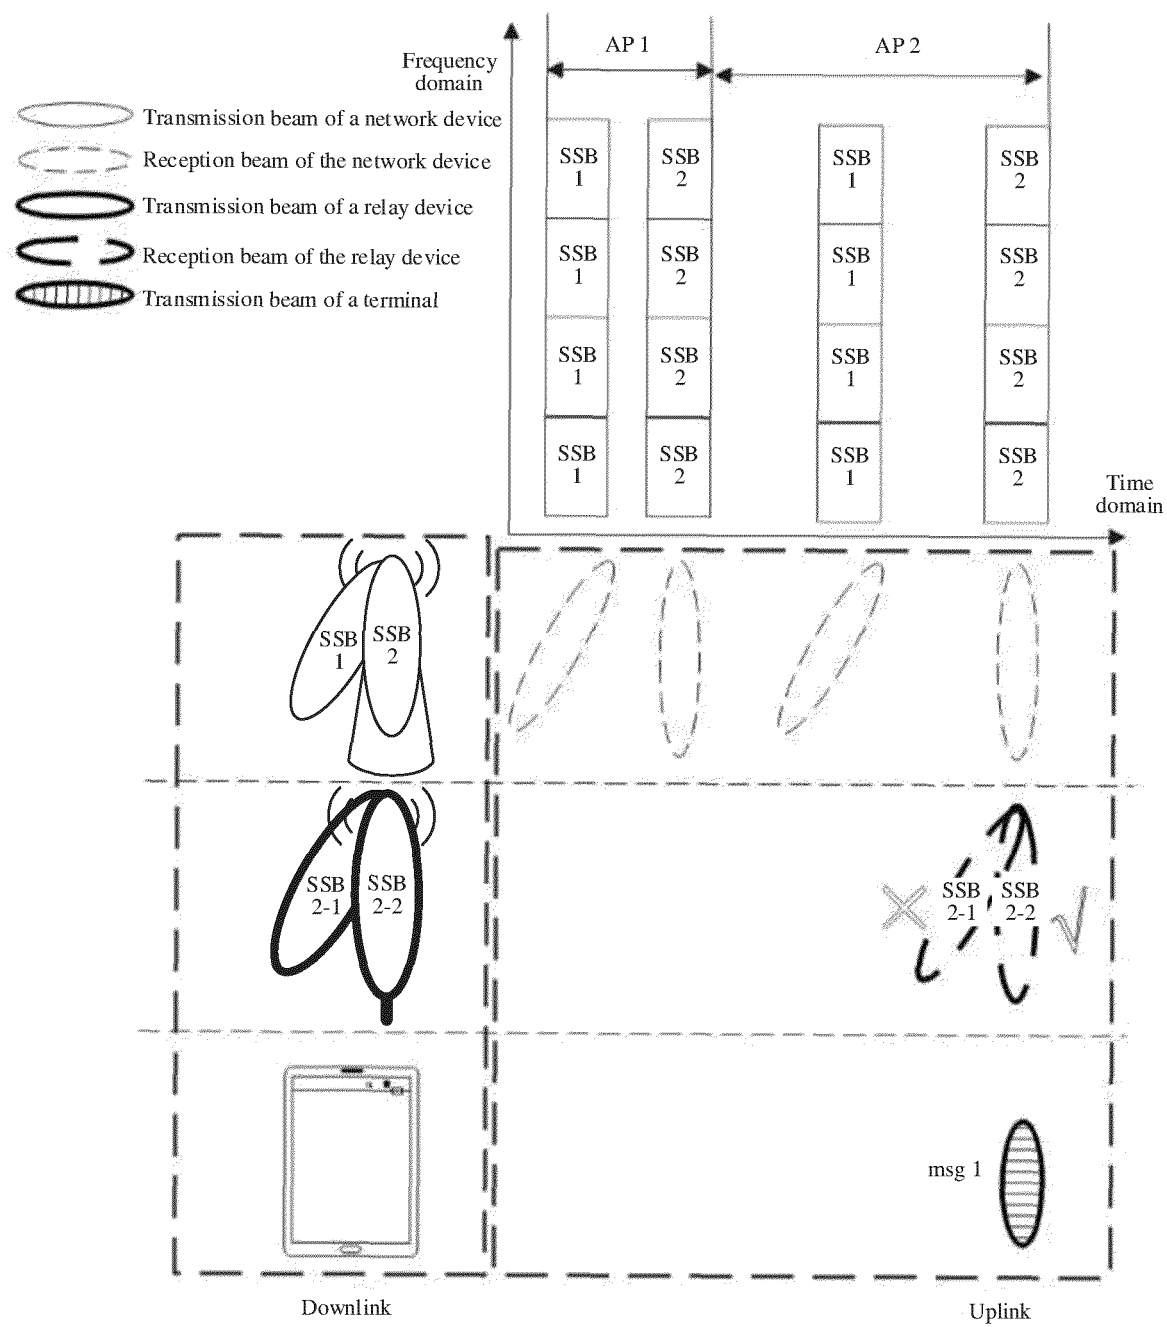 Frequency
domain
AP 1
AP 2
Transmission beam of a network device
Reception beam of the network device
Transmission beam of a relay device
Reception beam of the relay device
Transmission beam of a terminal
SSB
1
SSB
2
SSB
1
SSB
2
SSB
1
SSB
2
SSB
1
SSB
2
SSB
1
SSB
2
SSB
1
SSB
2
SSB
1
SSB
2
SSB
1
SSB
2
Time
domain
SSB
1
SSB
2
SSB
2-1
SSB
2-2
SSB
2-1
SSB
2-2
msg 1
Downlink
Uplink